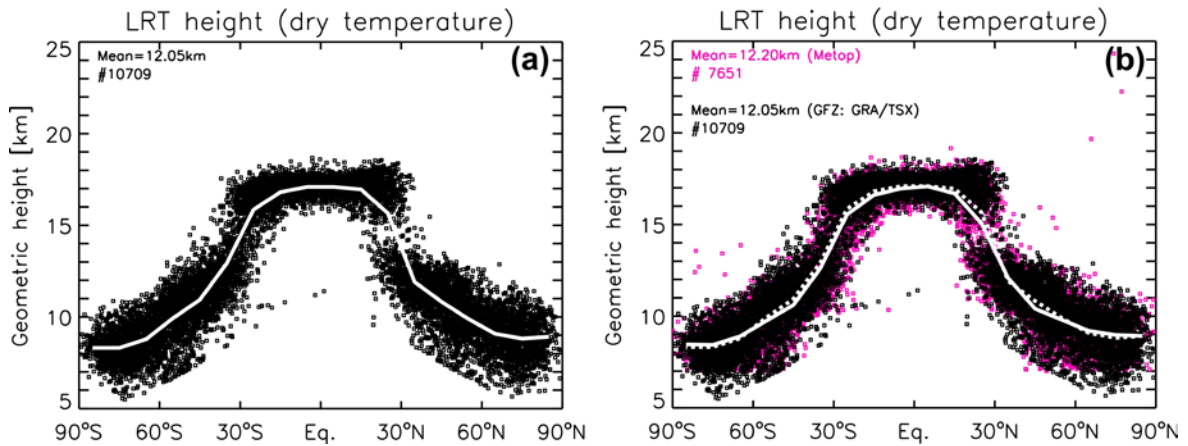 LRT height (dry temperature)
Mean=12.05km
#10709
(a)
Geometric height [km]
25
20
15
10
5
90°S 60°S 30°S Eq. 30°N 60°N 90°N
LRT height (dry temperature)
Mean=12.20km (Metop)
# 7651
(b)
Mean=12.05km (GFZ: GRA/TSX)
#10709
Geometric height [km]
25
20
15
10
5
90°S 60°S 30°S Eq. 30°N 60°N 90°N